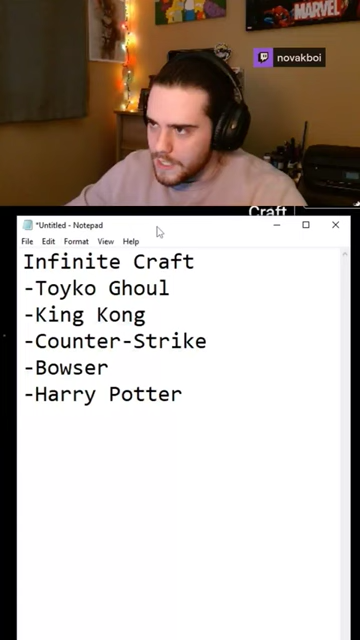 MARVEL
novakboi
Craft
*Untitled - Notepad
File Edit Format View Help
Infinite Craft
-Toyko Ghoul
-King Kong
-Counter-Strike
-Bowser
-Harry Potter